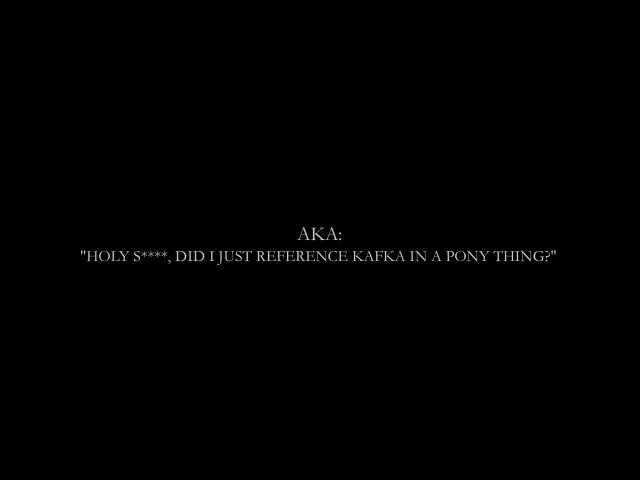 AKA:
"HOLY S****, DID I JUST REFERENCE KAFKA IN A PONY THING?"